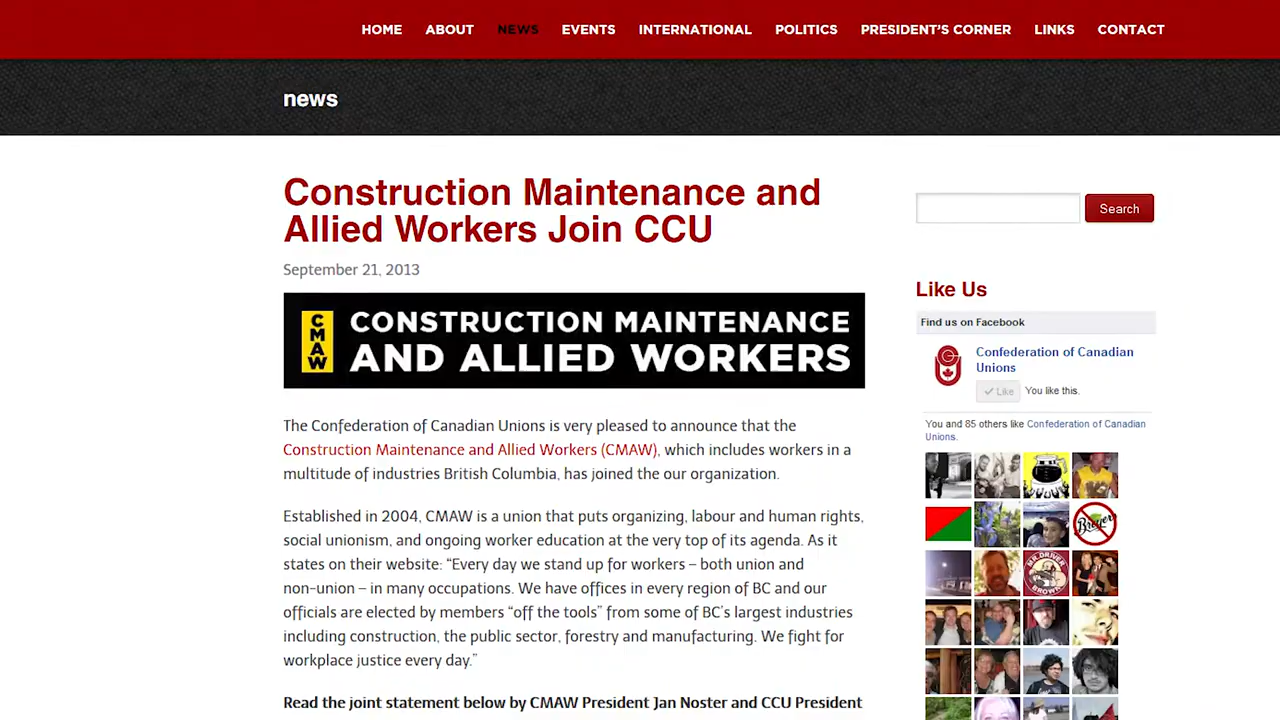 HOME ABOUT NEWS EVENTS INTERNATIONAL POLITICS PRESIDENT'S CORNER LINKS CONTACT
news
Construction Maintenance and
Allied Workers Join CCU
September 21, 2013
CMAW
CONSTRUCTION MAINTENANCE
AND ALLIED WORKERS
The Confederation of Canadian Unions is very pleased to announce that the
Construction Maintenance and Allied Workers (CMAW), which includes workers in a
multitude of industries British Columbia, has joined the our organization.
Established in 2004, CMAW is a union that puts organizing, labour and human rights,
social unionism, and ongoing worker education at the very top of its agenda. As it
states on their website: “Every day we stand up for workers – both union and
non-union – in many occupations. We have offices in every region of BC and our
officials are elected by members “off the tools” from some of BC’s largest industries
including construction, the public sector, forestry and manufacturing. We fight for
workplace justice every day.”
Read the joint statement below by CMAW President Jan Noster and CCU President
Search
Like Us
Find us on Facebook
Confederation of Canadian
Unions
Like You like this.
You and 85 others like Confederation of Canadian
Unions.
MR. DRIVER
BROWN